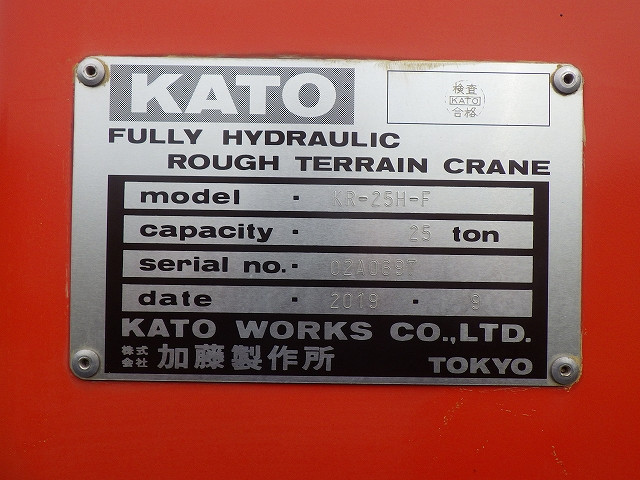 KATO
検査
KATO
合格
FULLY HYDRAULIC
ROUGH TERRAIN CRANE
model · KR-25H-F
capacity · 25 ton
serial no. ·
date · 2019 · 9
KATO WORKS CO.,LTD.
株式会社 加藤製作所 TOKYO